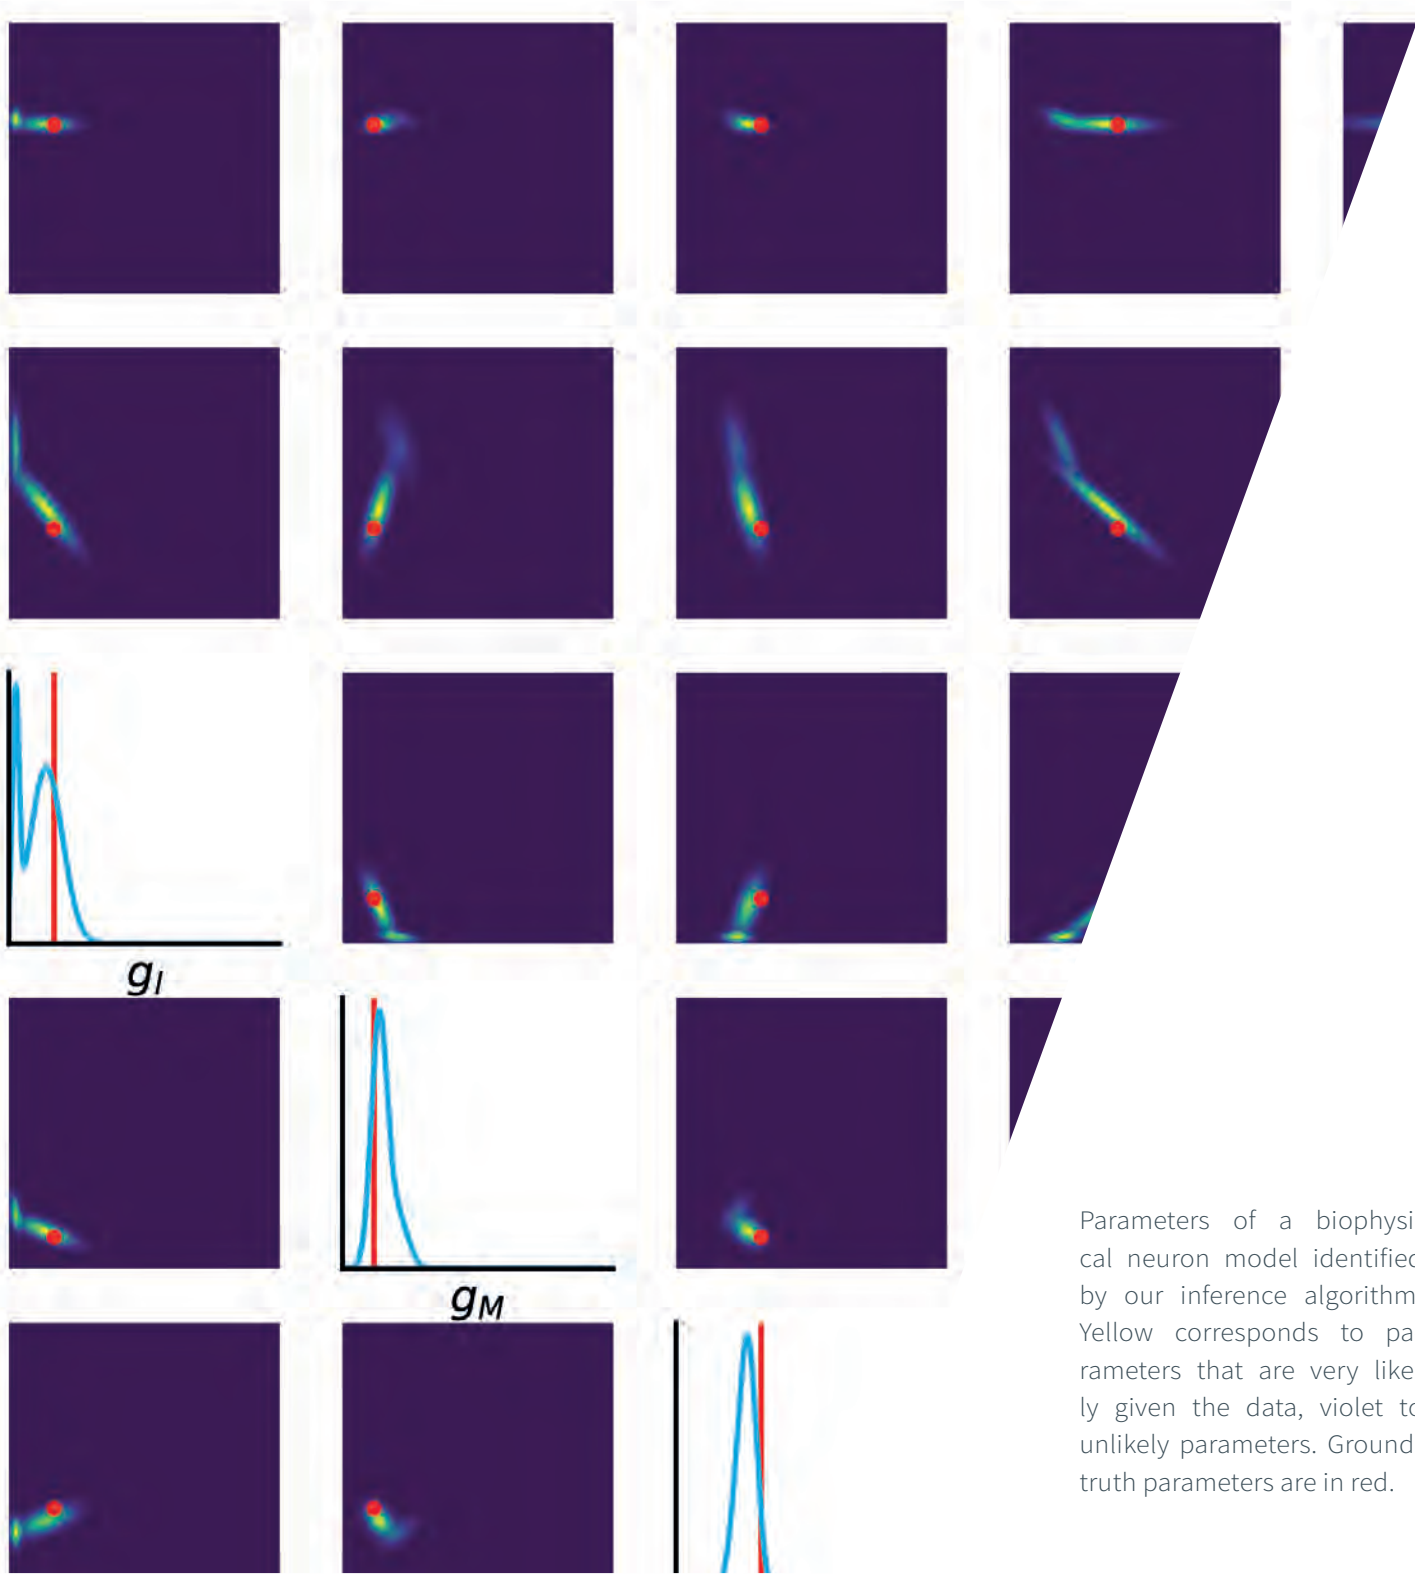 g_l
g_M
Parameters of a biophysi
cal neuron model identified
by our inference algorithm
Yellow corresponds to pa
rameters that are very like
ly given the data, violet to
unlikely parameters. Ground
truth parameters are in red.